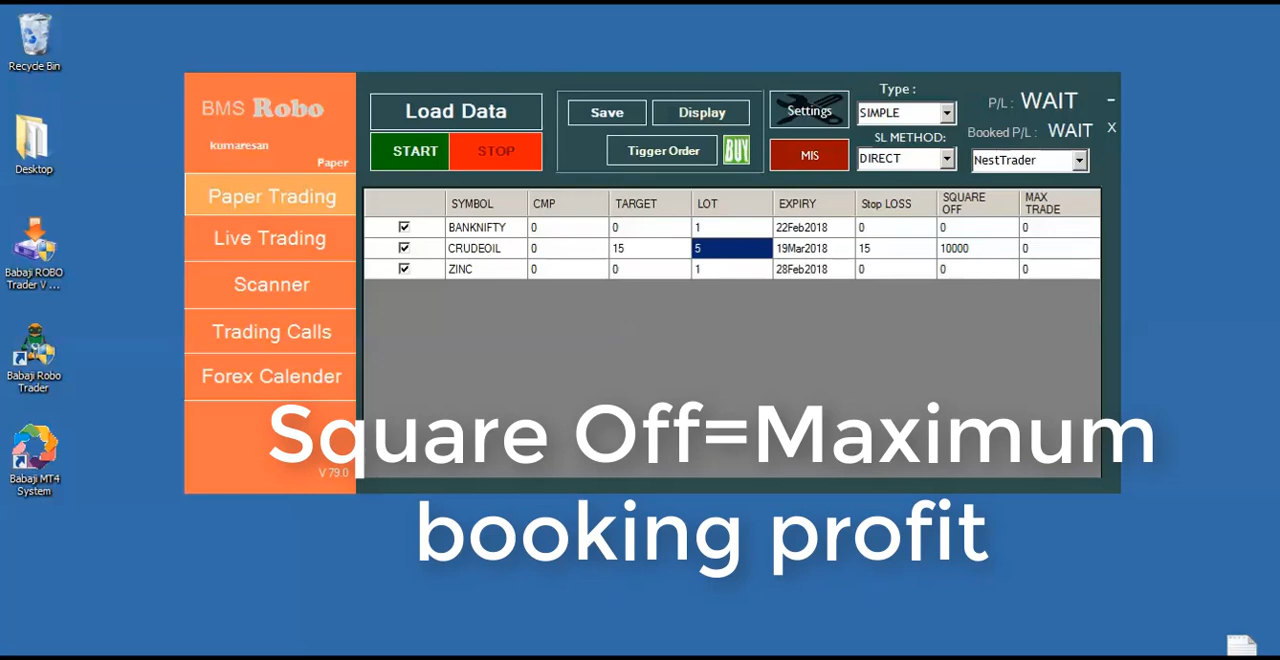 Recycle Bin
Desktop
Babaji ROBO
Trader V ...
Babaji Robo
Trader
Babaji MT4
System
BMS Robo
kumaresan
Paper
Paper Trading
Live Trading
Scanner
Trading Calls
Forex Calender
V 79.0
Load Data
START STOP
Save Display
Tigger Order BUY
Settings
MIS
Type :
SIMPLE
SL METHOD:
DIRECT
P/L : WAIT -
Booked P/L : WAIT X
NestTrader
SYMBOL CMP TARGET LOT EXPIRY Stop LOSS SQUARE OFF MAX TRADE
BANKNIFTY 0 0 1 22Feb2018 0 0 0
CRUDEOIL 0 15 5 19Mar2018 15 10000 0
ZINC 0 0 1 28Feb2018 0 0 0
Square Off=Maximum
booking profit